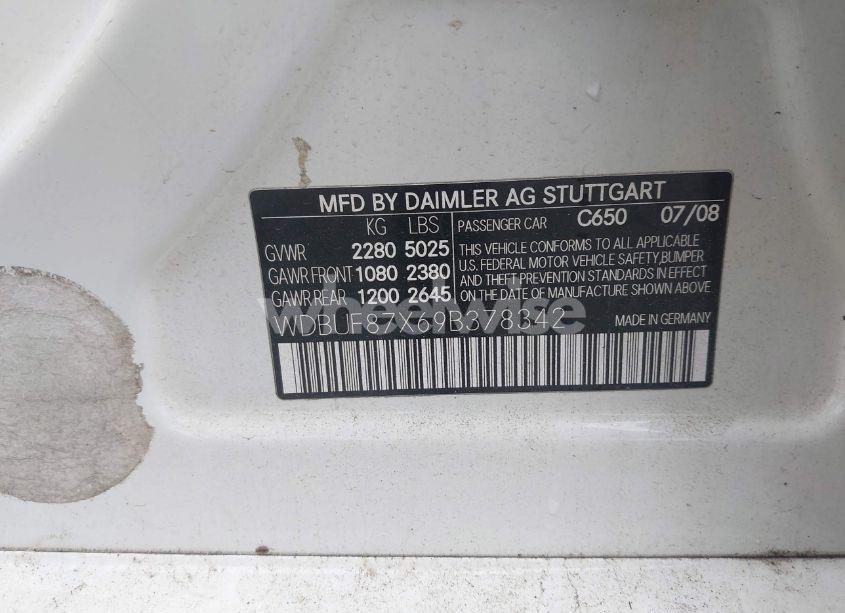 MFD BY DAIMLER AG STUTTGART
KG LBS PASSENGER CAR C650 07/08
GVWR 2280 5025
GAWR FRONT 1080 2380
GAWR REAR 1200 2645
THIS VEHICLE CONFORMS TO ALL APPLICABLE
U.S. FEDERAL MOTOR VEHICLE SAFETY,BUMPER
AND THEFT PREVENTION STANDARDS IN EFFECT
ON THE DATE OF MANUFACTURE SHOWN ABOVE
WDBUF87X69B378342 MADE IN GERMANY
wheelwise